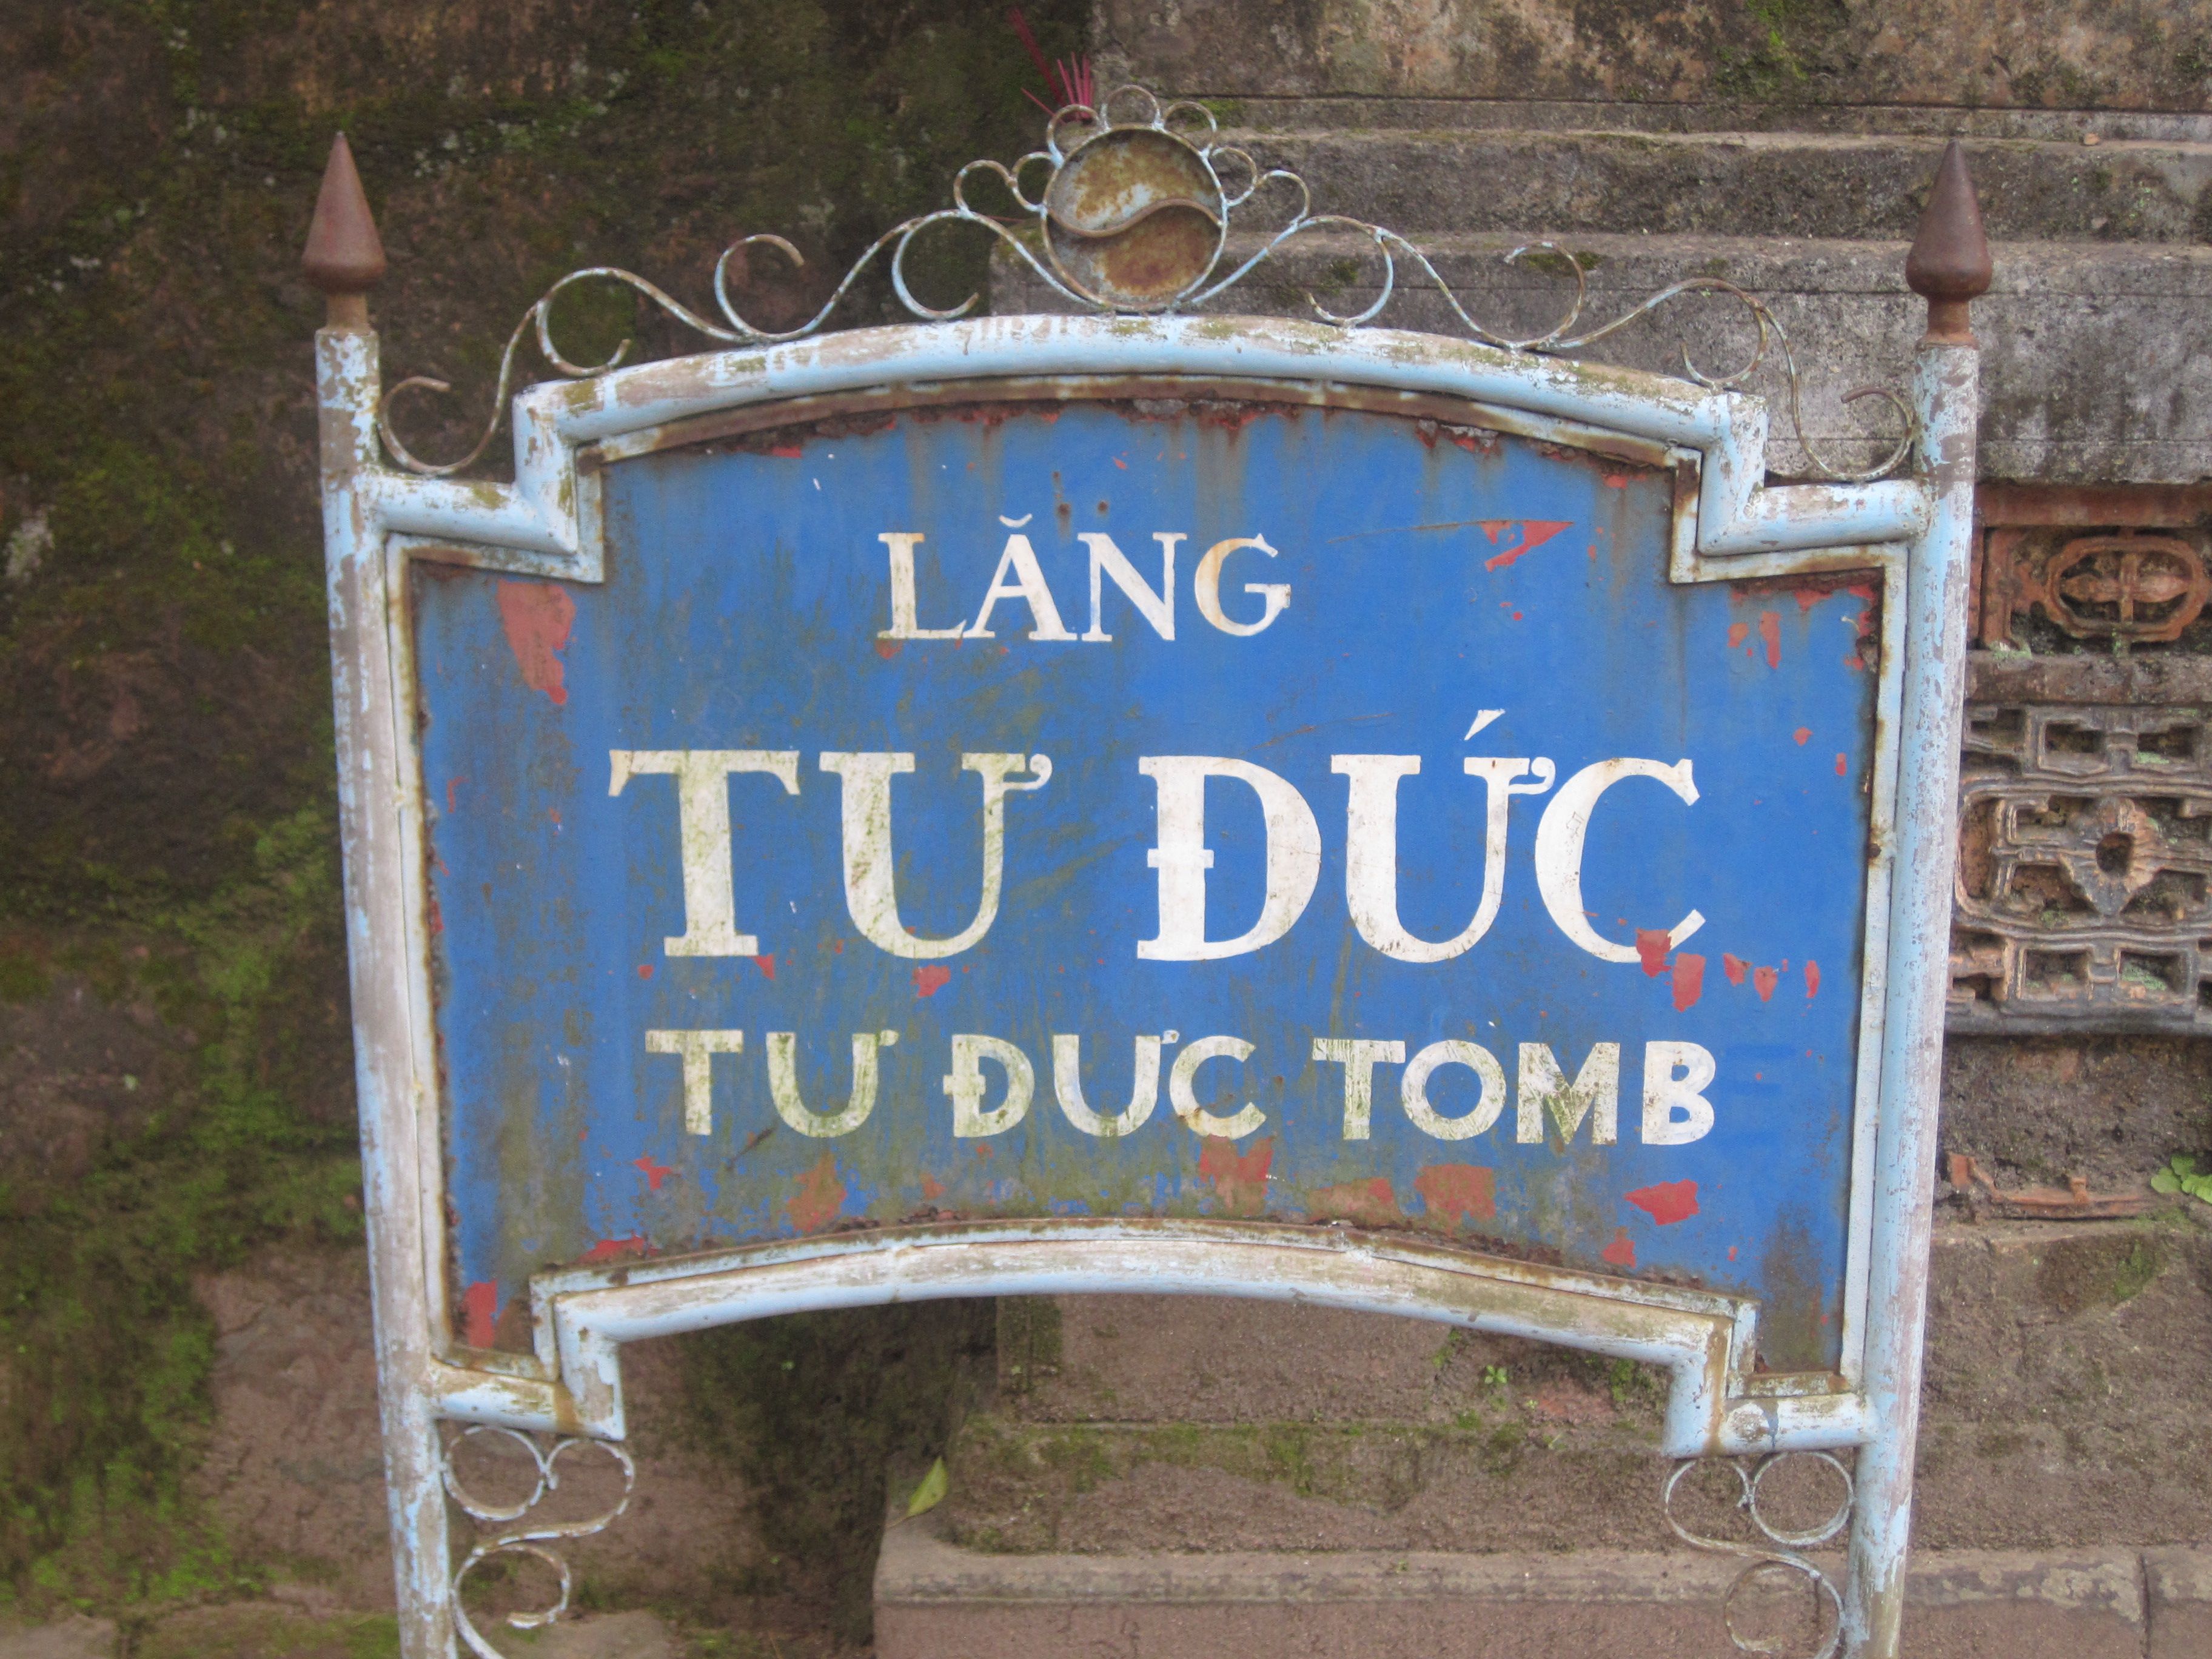 LĂNG
TƯ ĐỨC
TƯ ĐƯC TOMB